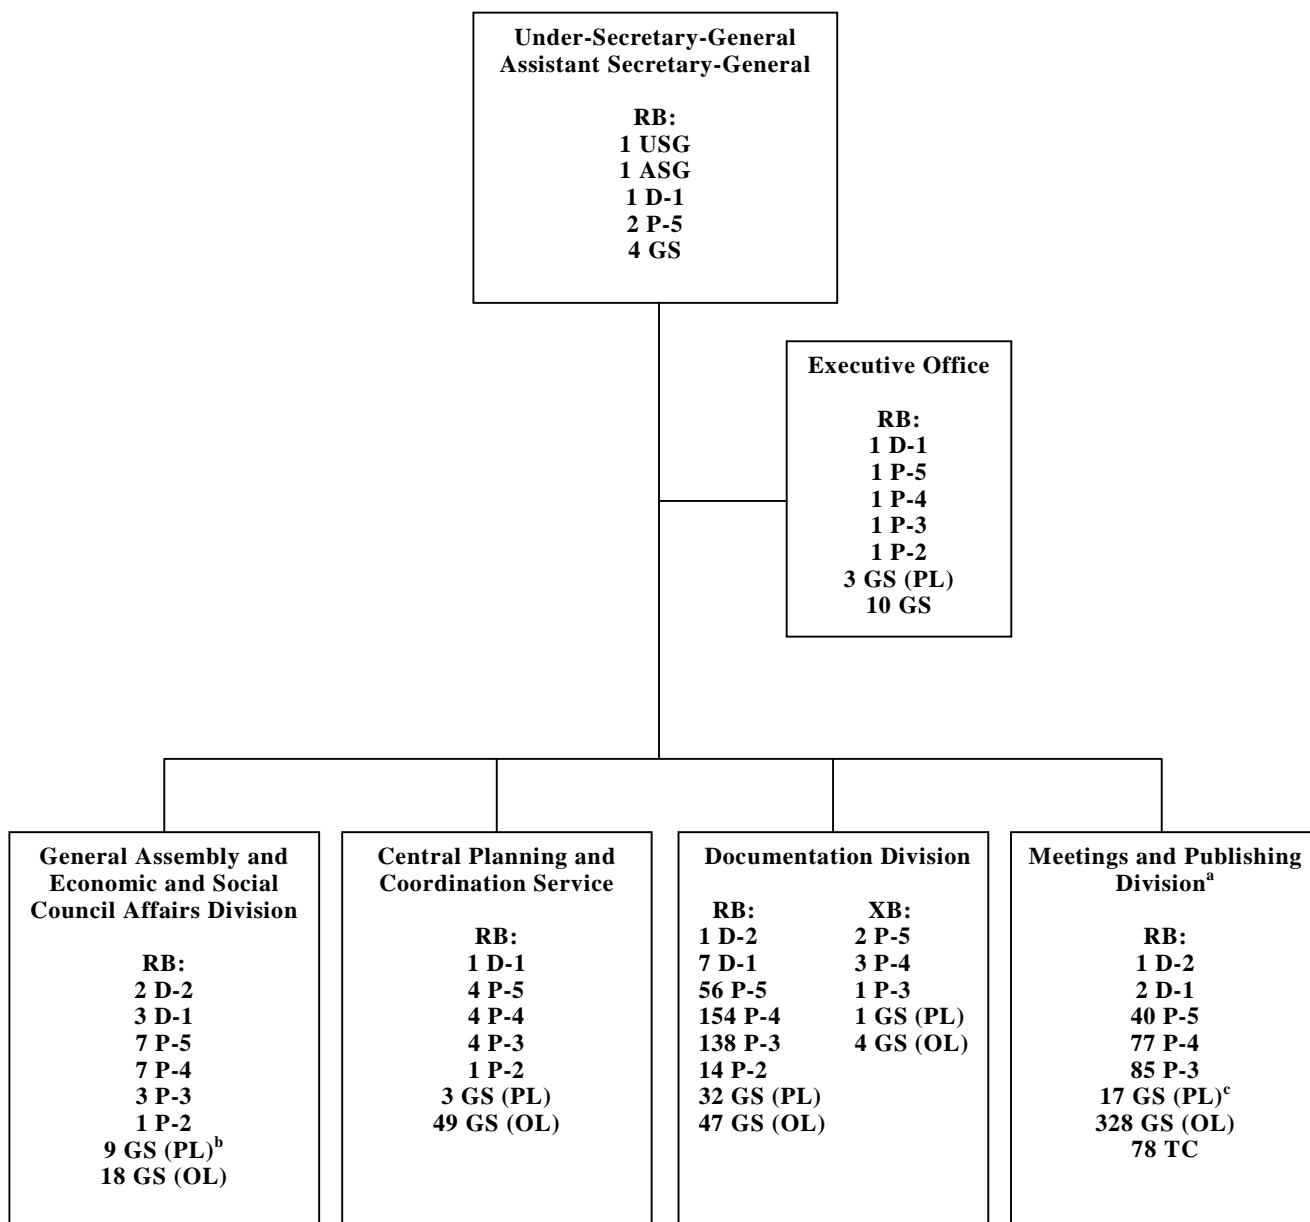 Under-Secretary-General
Assistant Secretary-General
RB:
1 USG
1 ASG
1 D-1
2 P-5
4 GS
Executive Office
RB:
1 D-1
1 P-5
1 P-4
1 P-3
1 P-2
3 GS (PL)
10 GS
General Assembly and
Economic and Social
Council Affairs Division
RB:
2 D-2
3 D-1
7 P-5
7 P-4
3 P-3
1 P-2
9 GS (PL)b
18 GS (OL)
Central Planning and
Coordination Service
RB:
1 D-1
4 P-5
4 P-4
4 P-3
1 P-2
3 GS (PL)
49 GS (OL)
Documentation Division
RB:
1 D-2
7 D-1
56 P-5
154 P-4
138 P-3
14 P-2
32 GS (PL)
47 GS (OL)
XB:
2 P-5
3 P-4
1 P-3
1 GS (PL)
4 GS (OL)
Meetings and Publishing
Divisiona
RB:
1 D-2
2 D-1
40 P-5
77 P-4
85 P-3
17 GS (PL)c
328 GS (OL)
78 TC